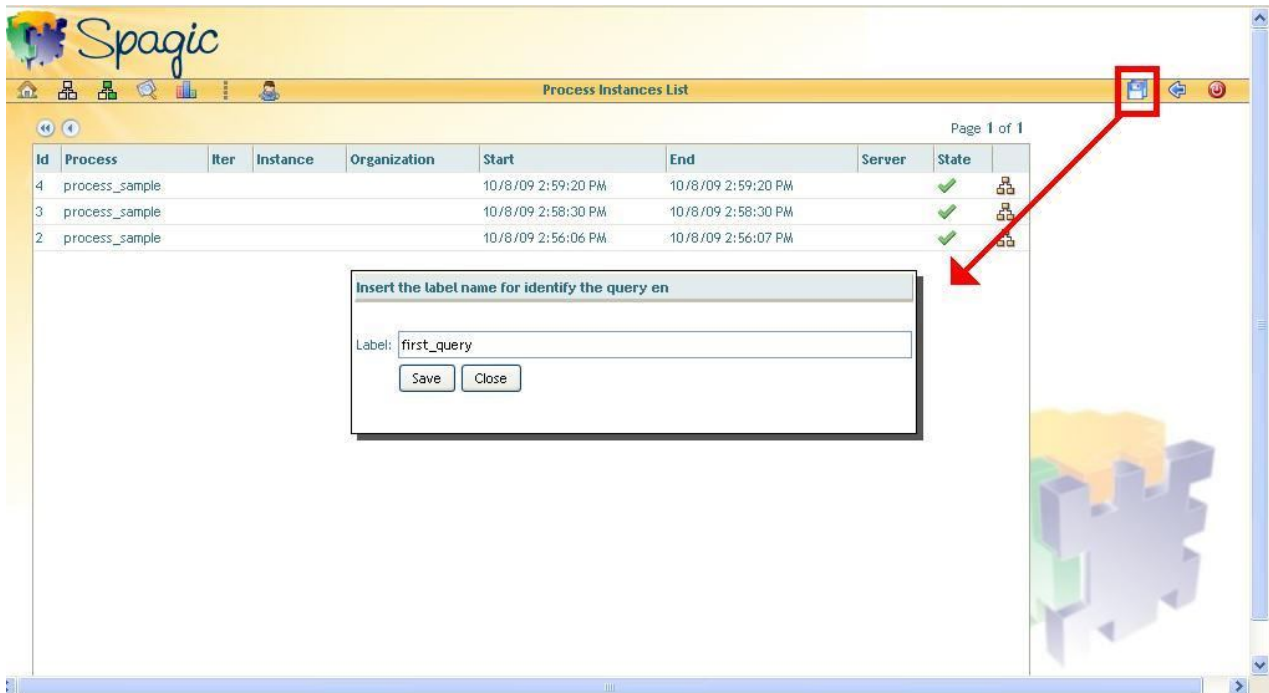 Spagic
Process Instances List
Page 1 of 1
Id Process Iter Instance Organization Start End Server State
4 process_sample 10/8/09 2:59:20 PM 10/8/09 2:59:20 PM
3 process_sample 10/8/09 2:58:30 PM 10/8/09 2:58:30 PM
2 process_sample 10/8/09 2:56:06 PM 10/8/09 2:56:07 PM
Insert the label name for identify the query en
Label: first_query
Save Close